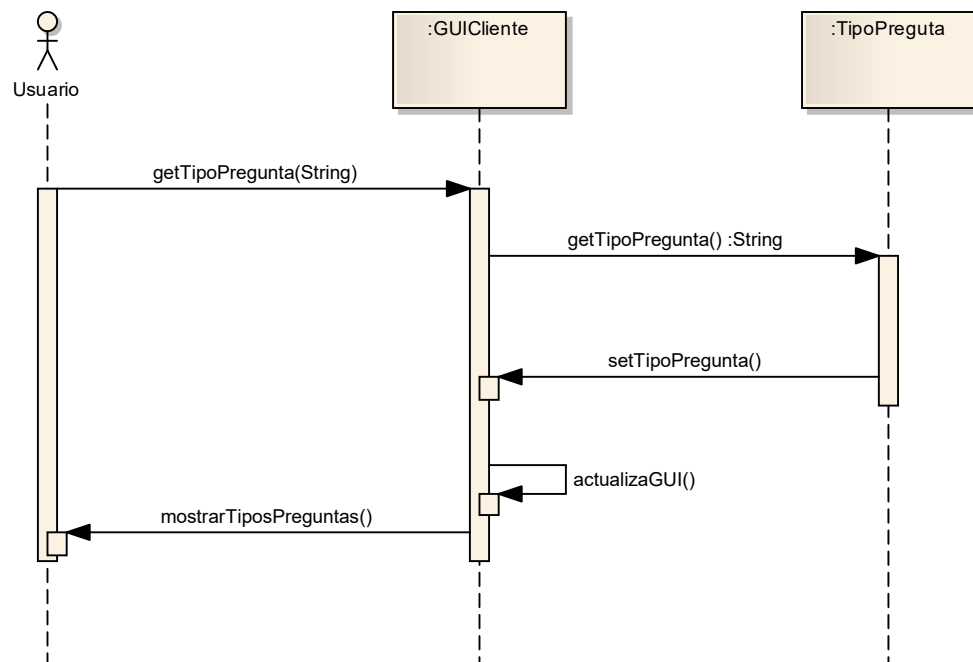 :GUICliente
:TipoPreguta
Usuario
getTipoPregunta(String)
getTipoPregunta() :String
setTipoPregunta()
actualizaGUI()
mostrarTiposPreguntas()